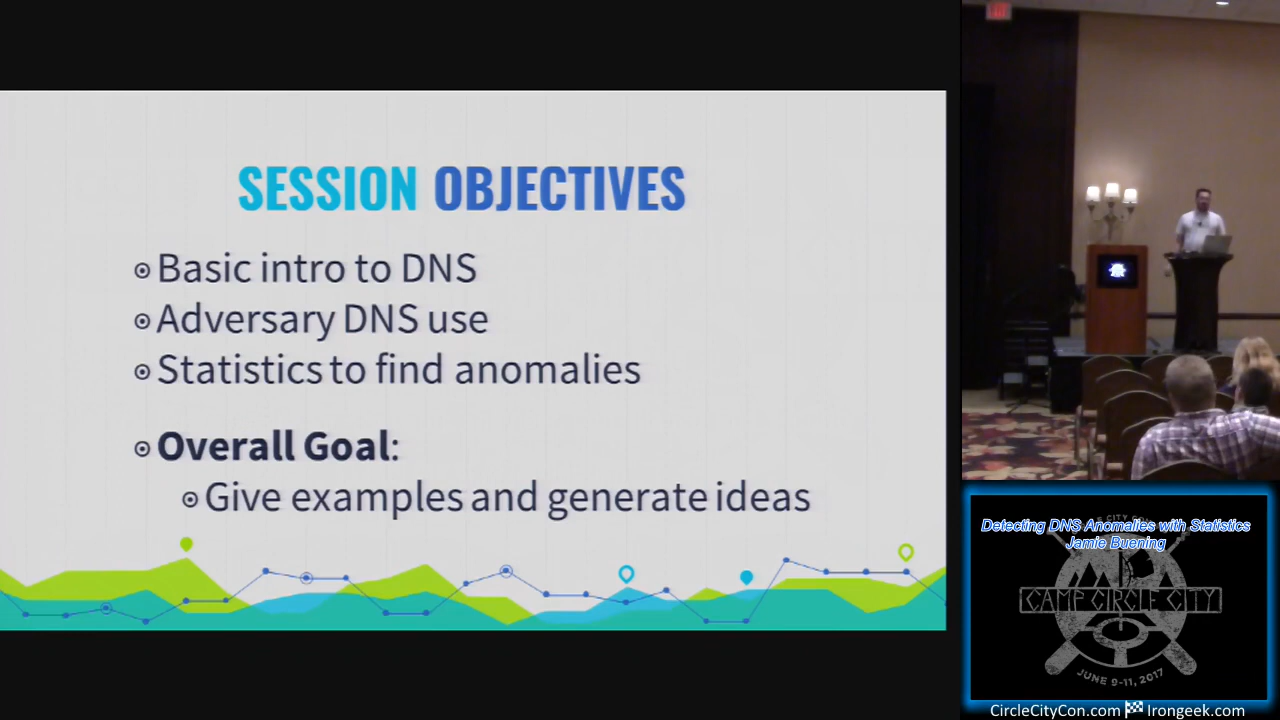 SESSION OBJECTIVES
Basic intro to DNS
Adversary DNS use
Statistics to find anomalies
Overall Goal:
Give examples and generate ideas
Detecting DNS Anomalies with Statistics
Jamie Buening
CAMP CIRCLE CITY
JUNE 9-11, 2017
CircleCityCon.com Irongeek.com